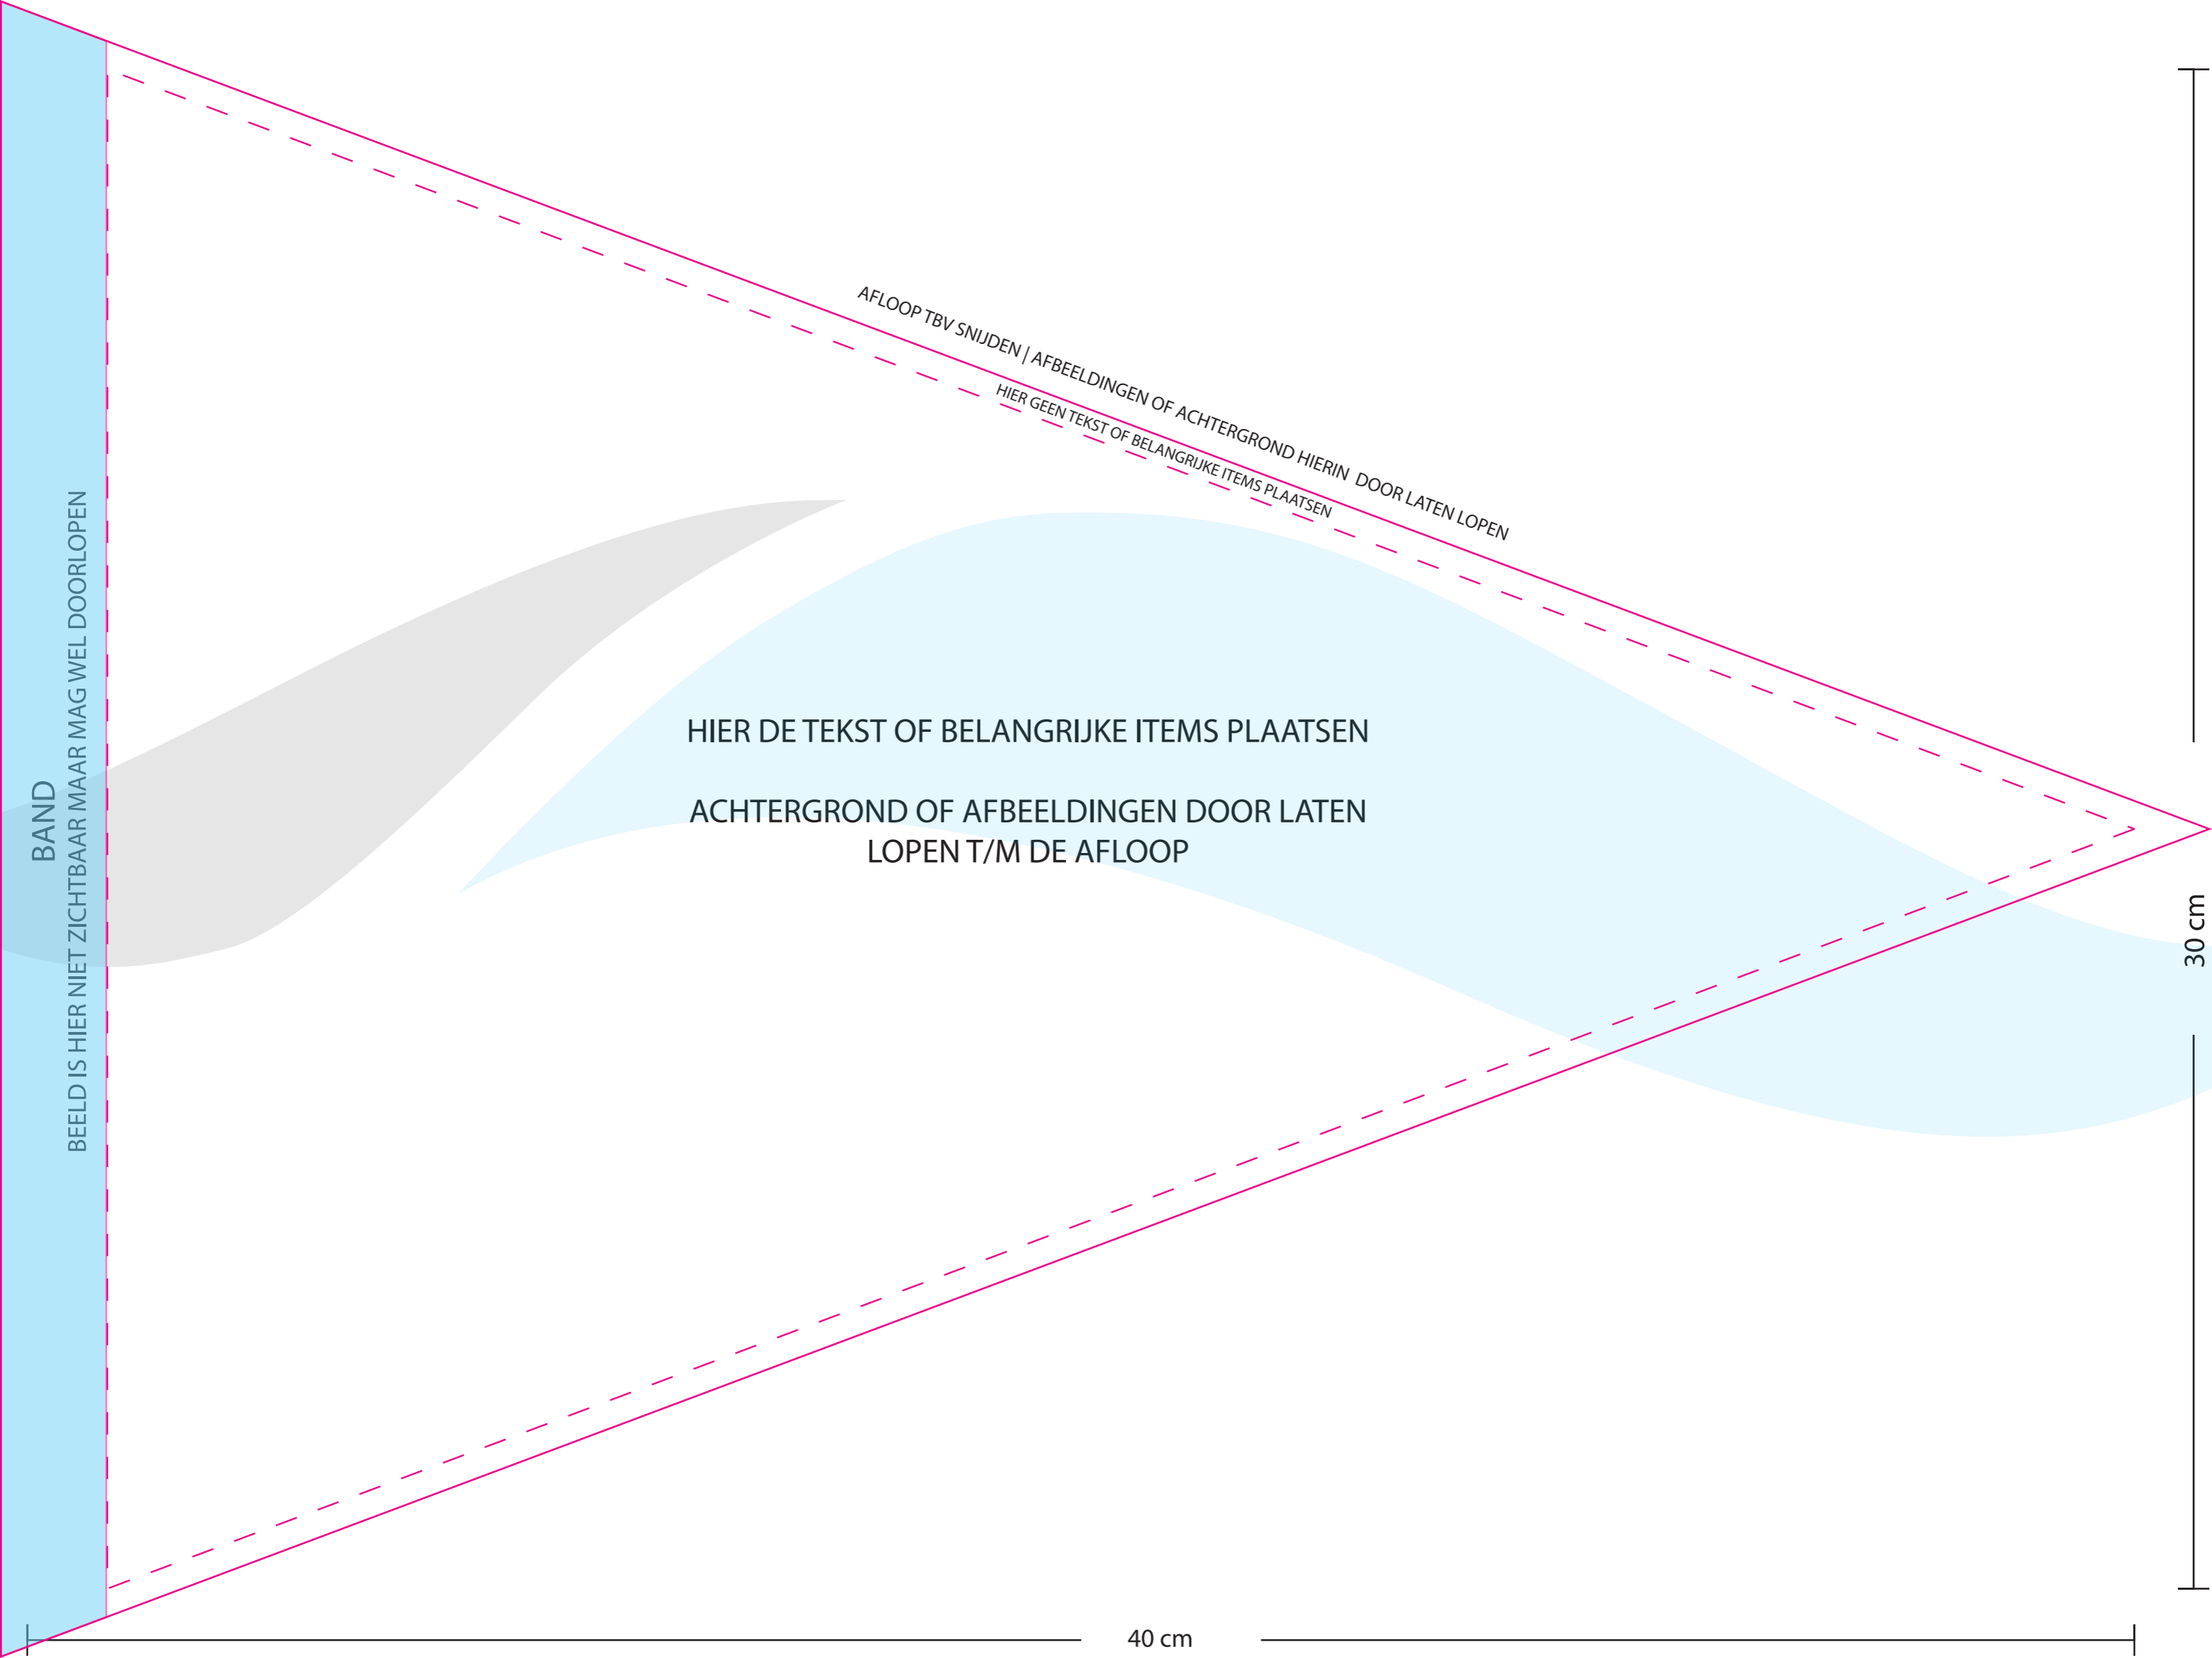 AFLOOP TBV SNIJDEN / AFBEELDINGEN OF ACHTERGROND HIERIN DOOR LATEN LOPEN
HIER GEEN TEKST OF BELANGRIJKE ITEMS PLAATSEN
BAND
BEELD IS HIER NIET ZICHTBAAR MAAR MAG WEL DOORLOPEN
HIER DE TEKST OF BELANGRIJKE ITEMS PLAATSEN
ACHTERGROND OF AFBEELDINGEN DOOR LATEN
LOPEN T/M DE AFLOOP
30 cm
40 cm